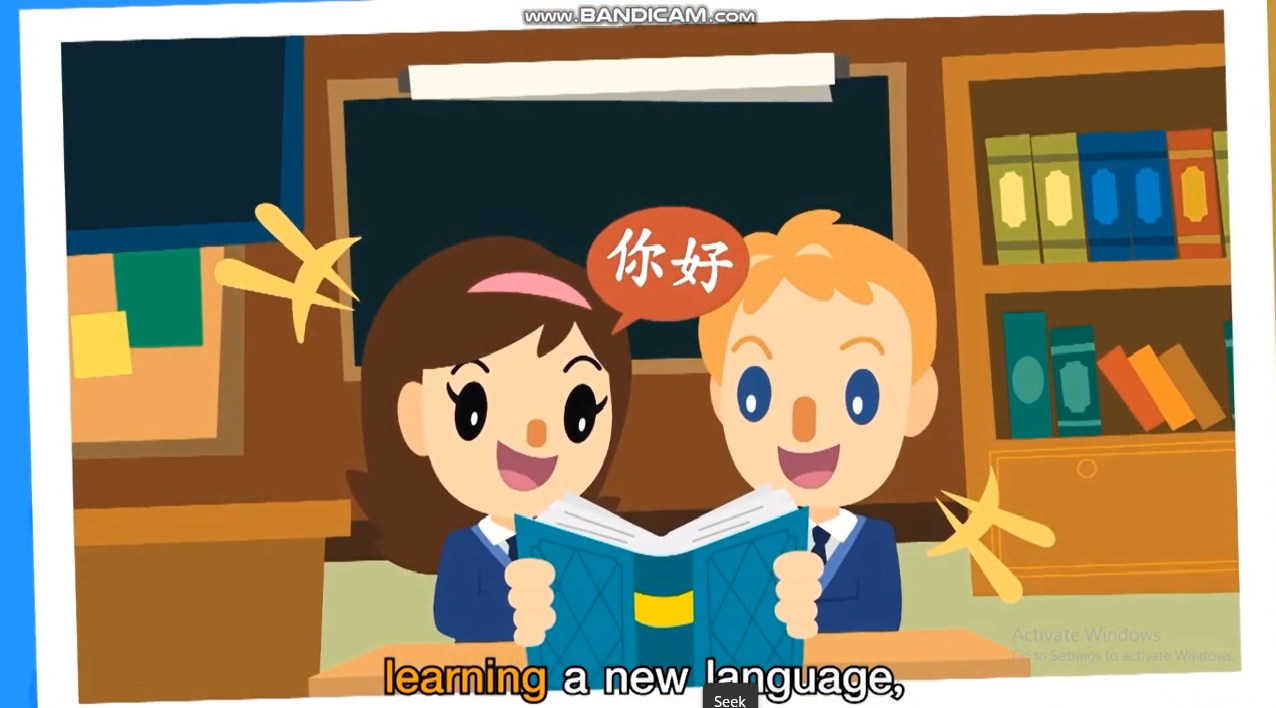 www.BANDICAM.com
你好
Activate Windows
Go to Settings to activate Windows.
learning a new language,
Seek